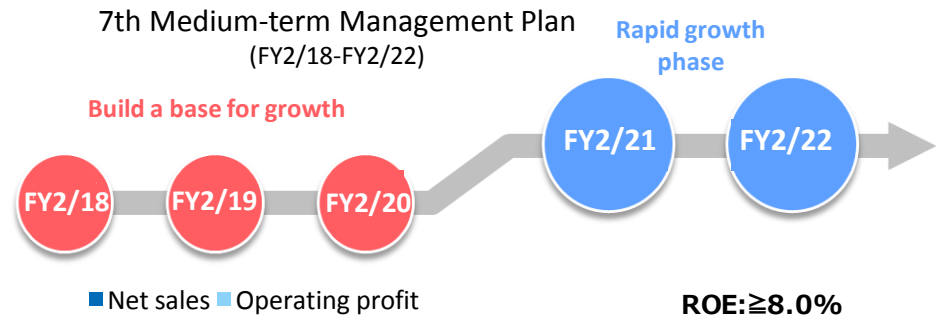 7th Medium-term Management Plan
(FY2/18-FY2/22)
Rapid growth
phase
Build a base for growth
FY2/21
FY2/22
FY2/18
FY2/19
FY2/20
Net sales
Operating profit
ROE:≧8.0%